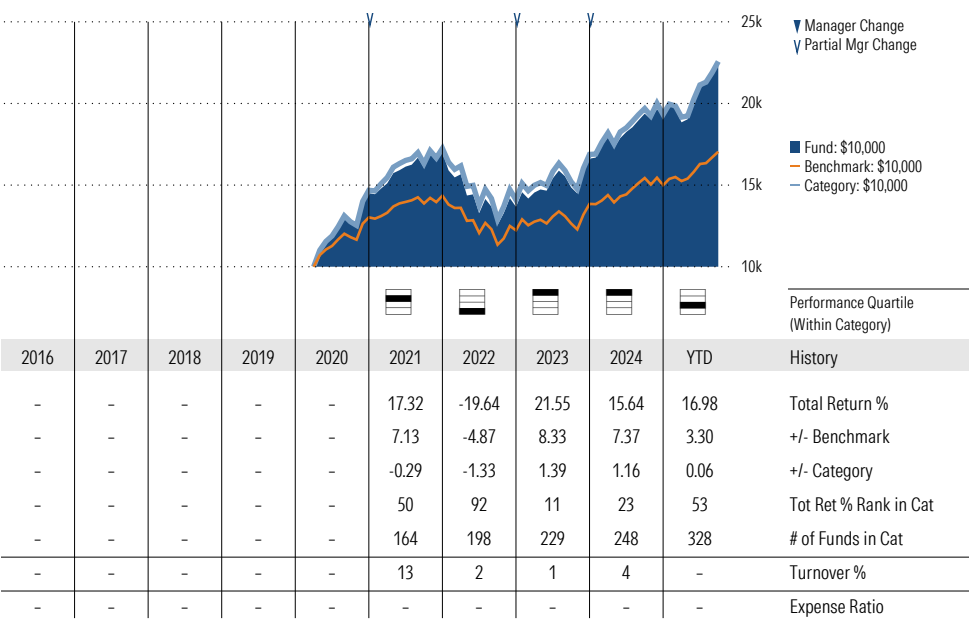 25k
20k
15k
10k
Manager Change
Partial Mgr Change
Fund: $10,000
Benchmark: $10,000
Category: $10,000
Performance Quartile
(Within Category)
2016 2017 2018 2019 2020 2021 2022 2023 2024 YTD History
– – – – – 17.32 -19.64 21.55 15.64 16.98 Total Return %
– – – – – 7.13 -4.87 8.33 7.37 3.30 +/- Benchmark
– – – – – -0.29 -1.33 1.39 1.16 0.06 +/- Category
– – – – – 50 92 11 23 53 Tot Ret % Rank in Cat
– – – – – 164 198 229 248 328 # of Funds in Cat
– – – – – 13 2 1 4 – Turnover %
– – – – – – – – – – Expense Ratio